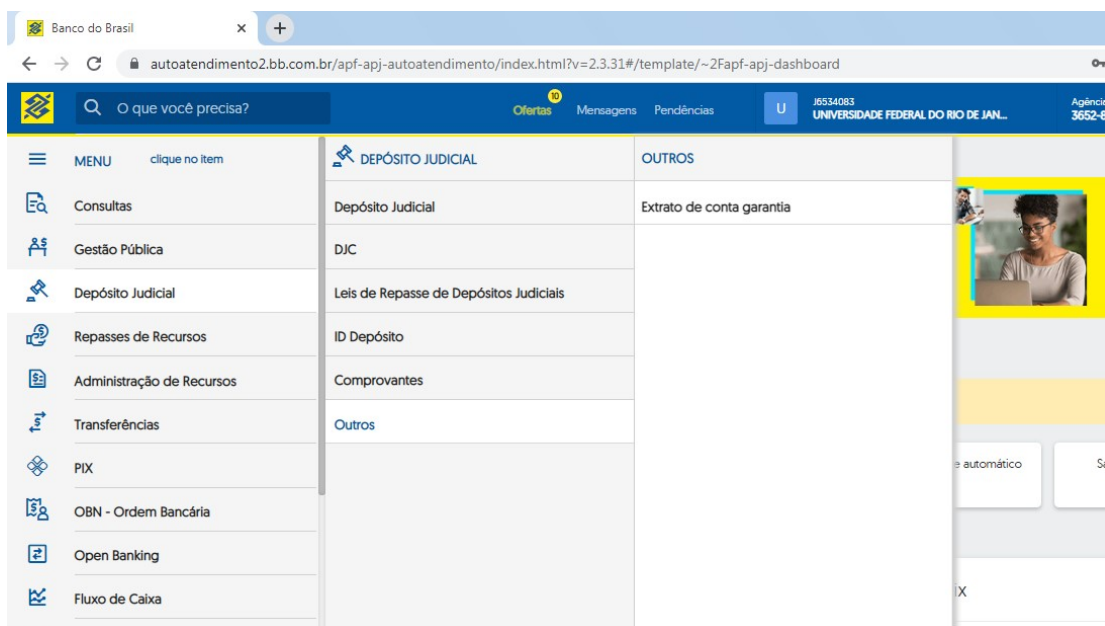 Banco do Brasil
autoatendimento2.bb.com.br/apf-apj-autoatendimento/index.html?v=2.3.31#/template/~2Fapf-apj-dashboard
O que você precisa?
10
Ofertas
Mensagens
Pendências
U
J6534083
UNIVERSIDADE FEDERAL DO RIO DE JAN...
Agência
3652-8
MENU
clique no item
Consultas
Gestão Pública
Depósito Judicial
Repasses de Recursos
Administração de Recursos
Transferências
PIX
OBN - Ordem Bancária
Open Banking
Fluxo de Caixa
DEPÓSITO JUDICIAL
Depósito Judicial
DJC
Leis de Repasse de Depósitos Judiciais
ID Depósito
Comprovantes
Outros
OUTROS
Extrato de conta garantia
e automático